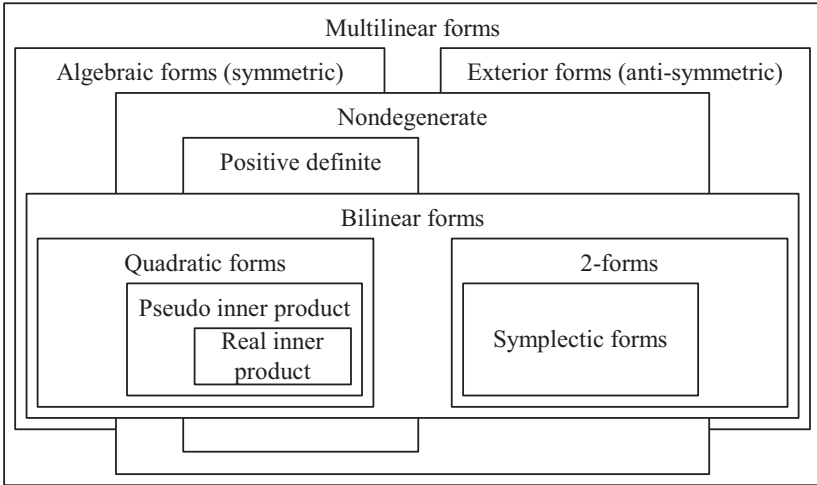 Multilinear forms
Algebraic forms (symmetric)
Exterior forms (anti-symmetric)
Nondegenerate
Positive definite
Bilinear forms
Quadratic forms
2-forms
Pseudo inner product
Real inner
product
Symplectic forms